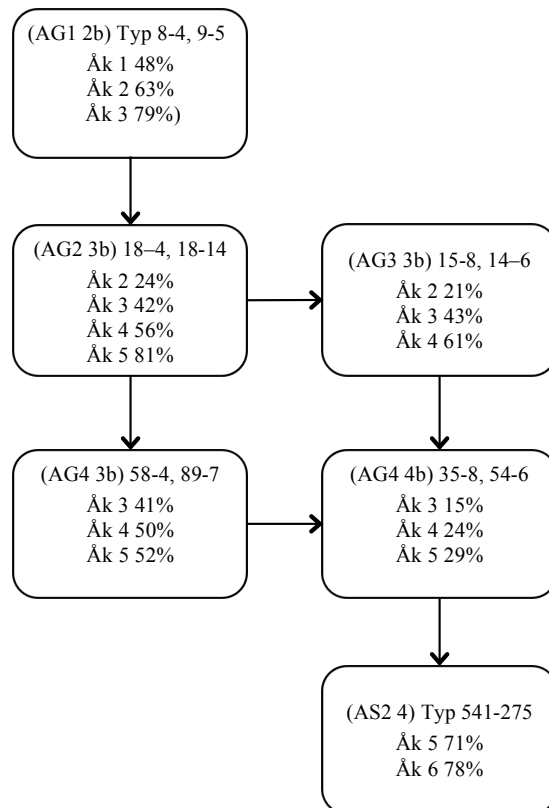 (AG1 2b) Typ 8-4, 9-5
Åk 1 48%
Åk 2 63%
Åk 3 79%)
(AG2 3b) 18–4, 18-14
Åk 2 24%
Åk 3 42%
Åk 4 56%
Åk 5 81%
(AG3 3b) 15-8, 14–6
Åk 2 21%
Åk 3 43%
Åk 4 61%
(AG4 3b) 58-4, 89-7
Åk 3 41%
Åk 4 50%
Åk 5 52%
(AG4 4b) 35-8, 54-6
Åk 3 15%
Åk 4 24%
Åk 5 29%
(AS2 4) Typ 541-275
Åk 5 71%
Åk 6 78%